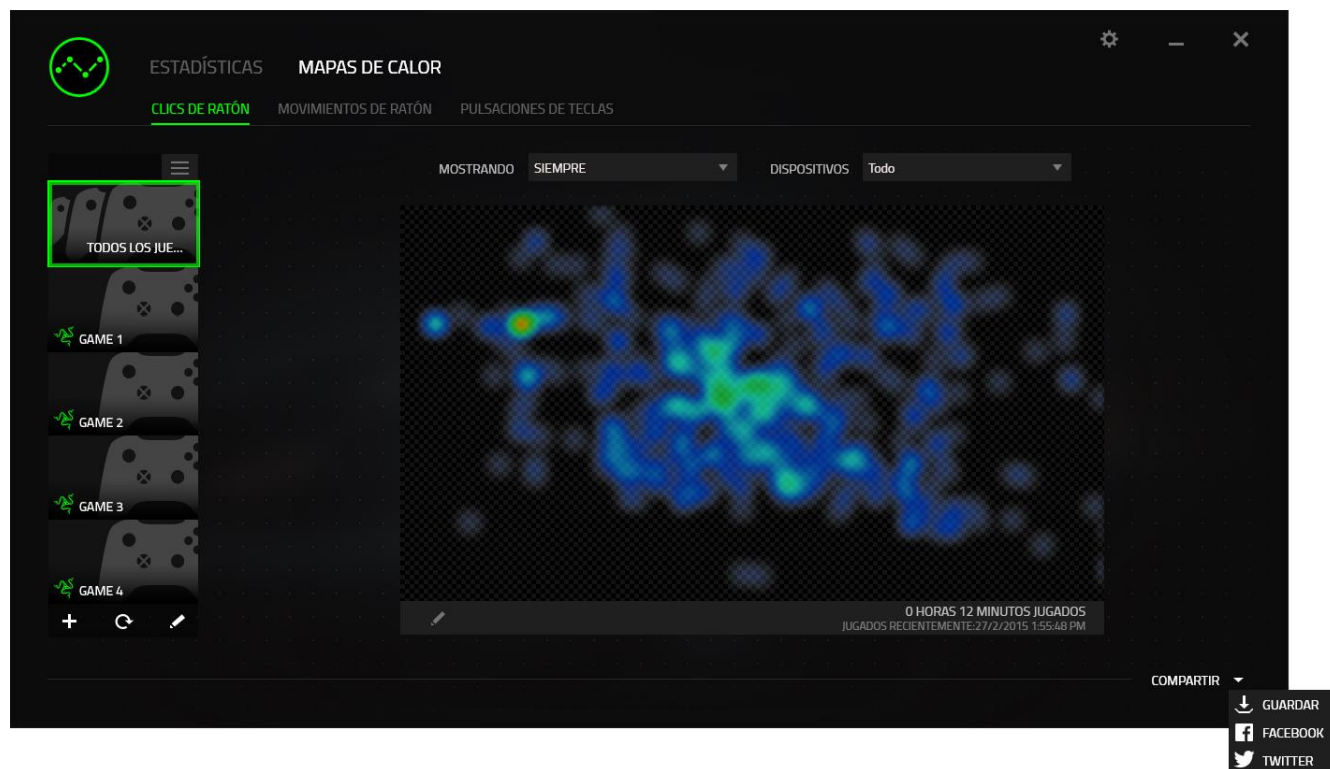 ESTADÍSTICAS MAPAS DE CALOR
CLICS DE RATÓN MOVIMIENTOS DE RATÓN PULSACIONES DE TECLAS
MOSTRANDO SIEMPRE DISPOSITIVOS Todo
TODOS LOS JUE...
GAME 1
GAME 2
GAME 3
GAME 4
0 HORAS 12 MINUTOS JUGADOS
JUGADOS RECIENTEMENTE:27/2/2015 1:55:48 PM
COMPARTIR
GUARDAR
FACEBOOK
TWITTER